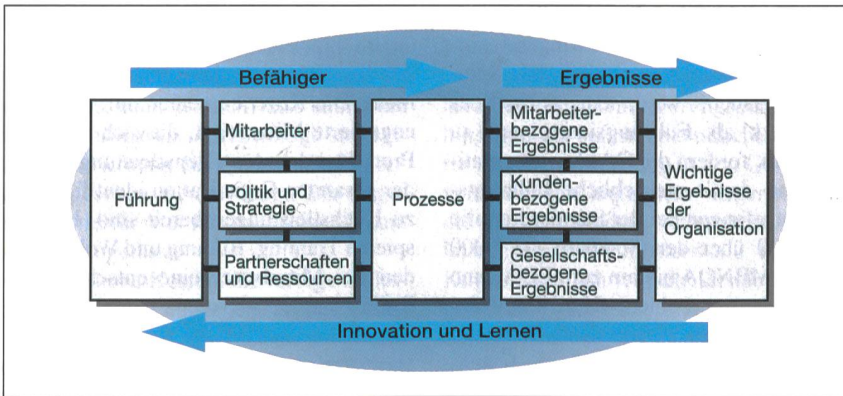 Befähiger
Ergebnisse
Führung
Mitarbeiter
Politik und
Strategie
Partnerschaften
und Ressourcen
Prozesse
Mitarbeiter-
bezogene
Ergebnisse
Kunden-
bezogene
Ergebnisse
Gesellschafts-
bezogene
Ergebnisse
Wichtige
Ergebnisse
der
Organisation
Innovation und Lernen